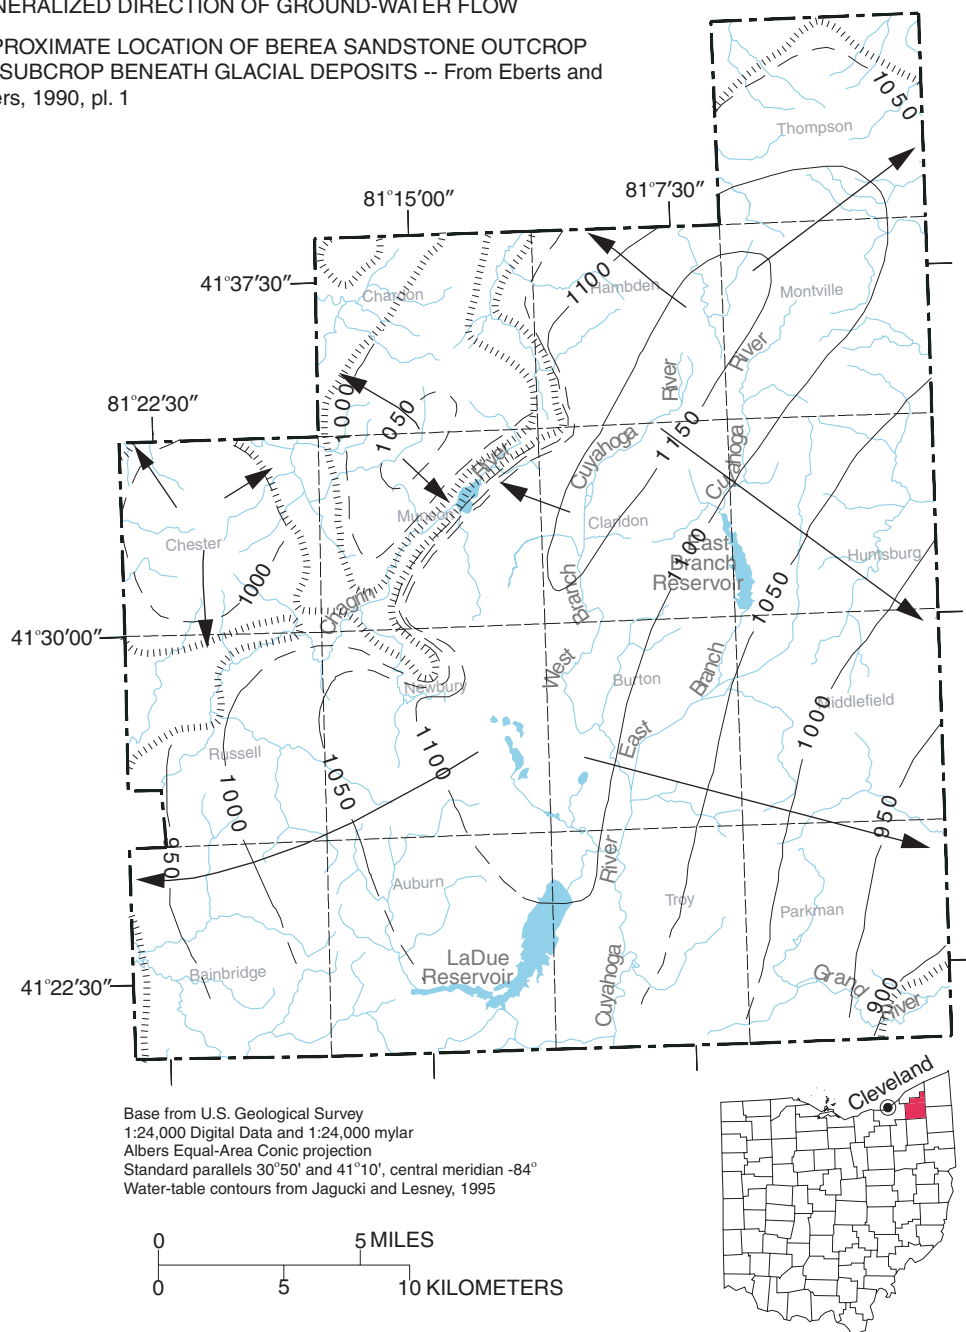 NERALIZED DIRECTION OF GROUND-WATER FLOW
PROXIMATE LOCATION OF BEREA SANDSTONE OUTCROP
SUBCROP BENEATH GLACIAL DEPOSITS -- From Eberts and
ers, 1990, pl. 1
1050
Thompson
81°15'00"
81°7'30"
41°37'30"
Chardon
1100
Hambden
Montville
River
River
81°22'30"
1000
1050
1150
Cuyahoga
Cuyahoga
River
Munson
Claridon
Chester
1100
East
Branch
Reservoir
Huntsburg
1000
Chagrin
Branch
1050
41°30'00"
West
Newbury
Burton
Branch
Middlefield
1000
East
Russell
1100
1050
1000
950
950
River
Auburn
Troy
Parkman
LaDue
Reservoir
Bainbridge
Cuyahoga
Grand
River
900
41°22'30"
Base from U.S. Geological Survey
1:24,000 Digital Data and 1:24,000 mylar
Albers Equal-Area Conic projection
Standard parallels 30°50' and 41°10', central meridian -84°
Water-table contours from Jagucki and Lesney, 1995
Cleveland
0 5 MILES
0 5 10 KILOMETERS